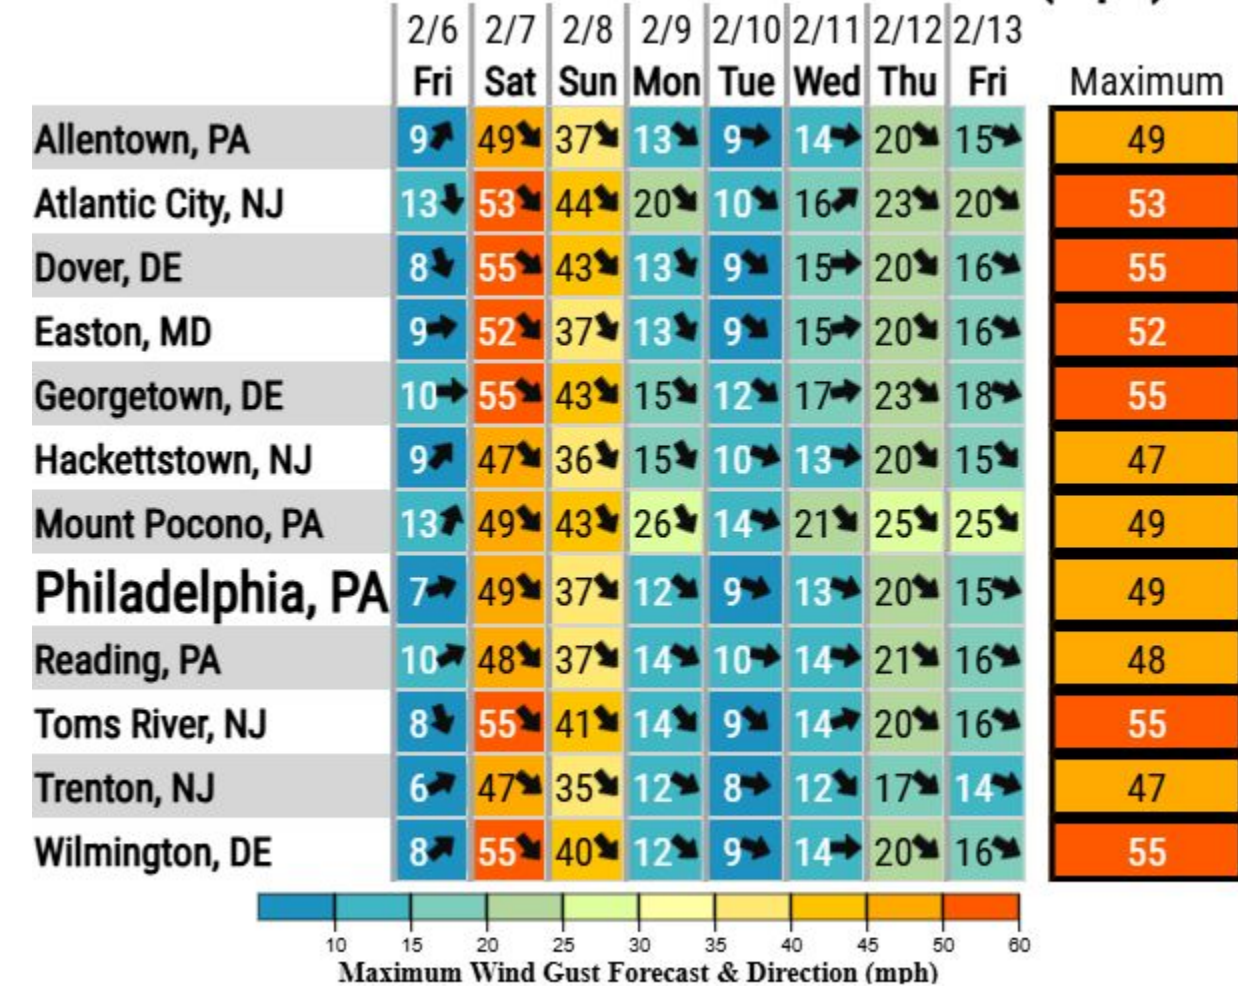 2/6 2/7 2/8 2/9 2/10 2/11 2/12 2/13
Fri Sat Sun Mon Tue Wed Thu Fri Maximum
Allentown, PA 9 49 37 13 9 14 20 15 49
Atlantic City, NJ 13 53 44 20 10 16 23 20 53
Dover, DE 8 55 43 13 9 15 20 16 55
Easton, MD 9 52 37 13 9 15 20 16 52
Georgetown, DE 10 55 43 15 12 17 23 18 55
Hackettstown, NJ 9 47 36 15 10 13 20 15 47
Mount Pocono, PA 13 49 43 26 14 21 25 25 49
Philadelphia, PA 7 49 37 12 9 13 20 15 49
Reading, PA 10 48 37 14 10 14 21 16 48
Toms River, NJ 8 55 41 14 9 14 20 16 55
Trenton, NJ 6 47 35 12 8 12 17 14 47
Wilmington, DE 8 55 40 12 9 14 20 16 55
10 15 20 25 30 35 40 45 50 60
Maximum Wind Gust Forecast & Direction (mph)